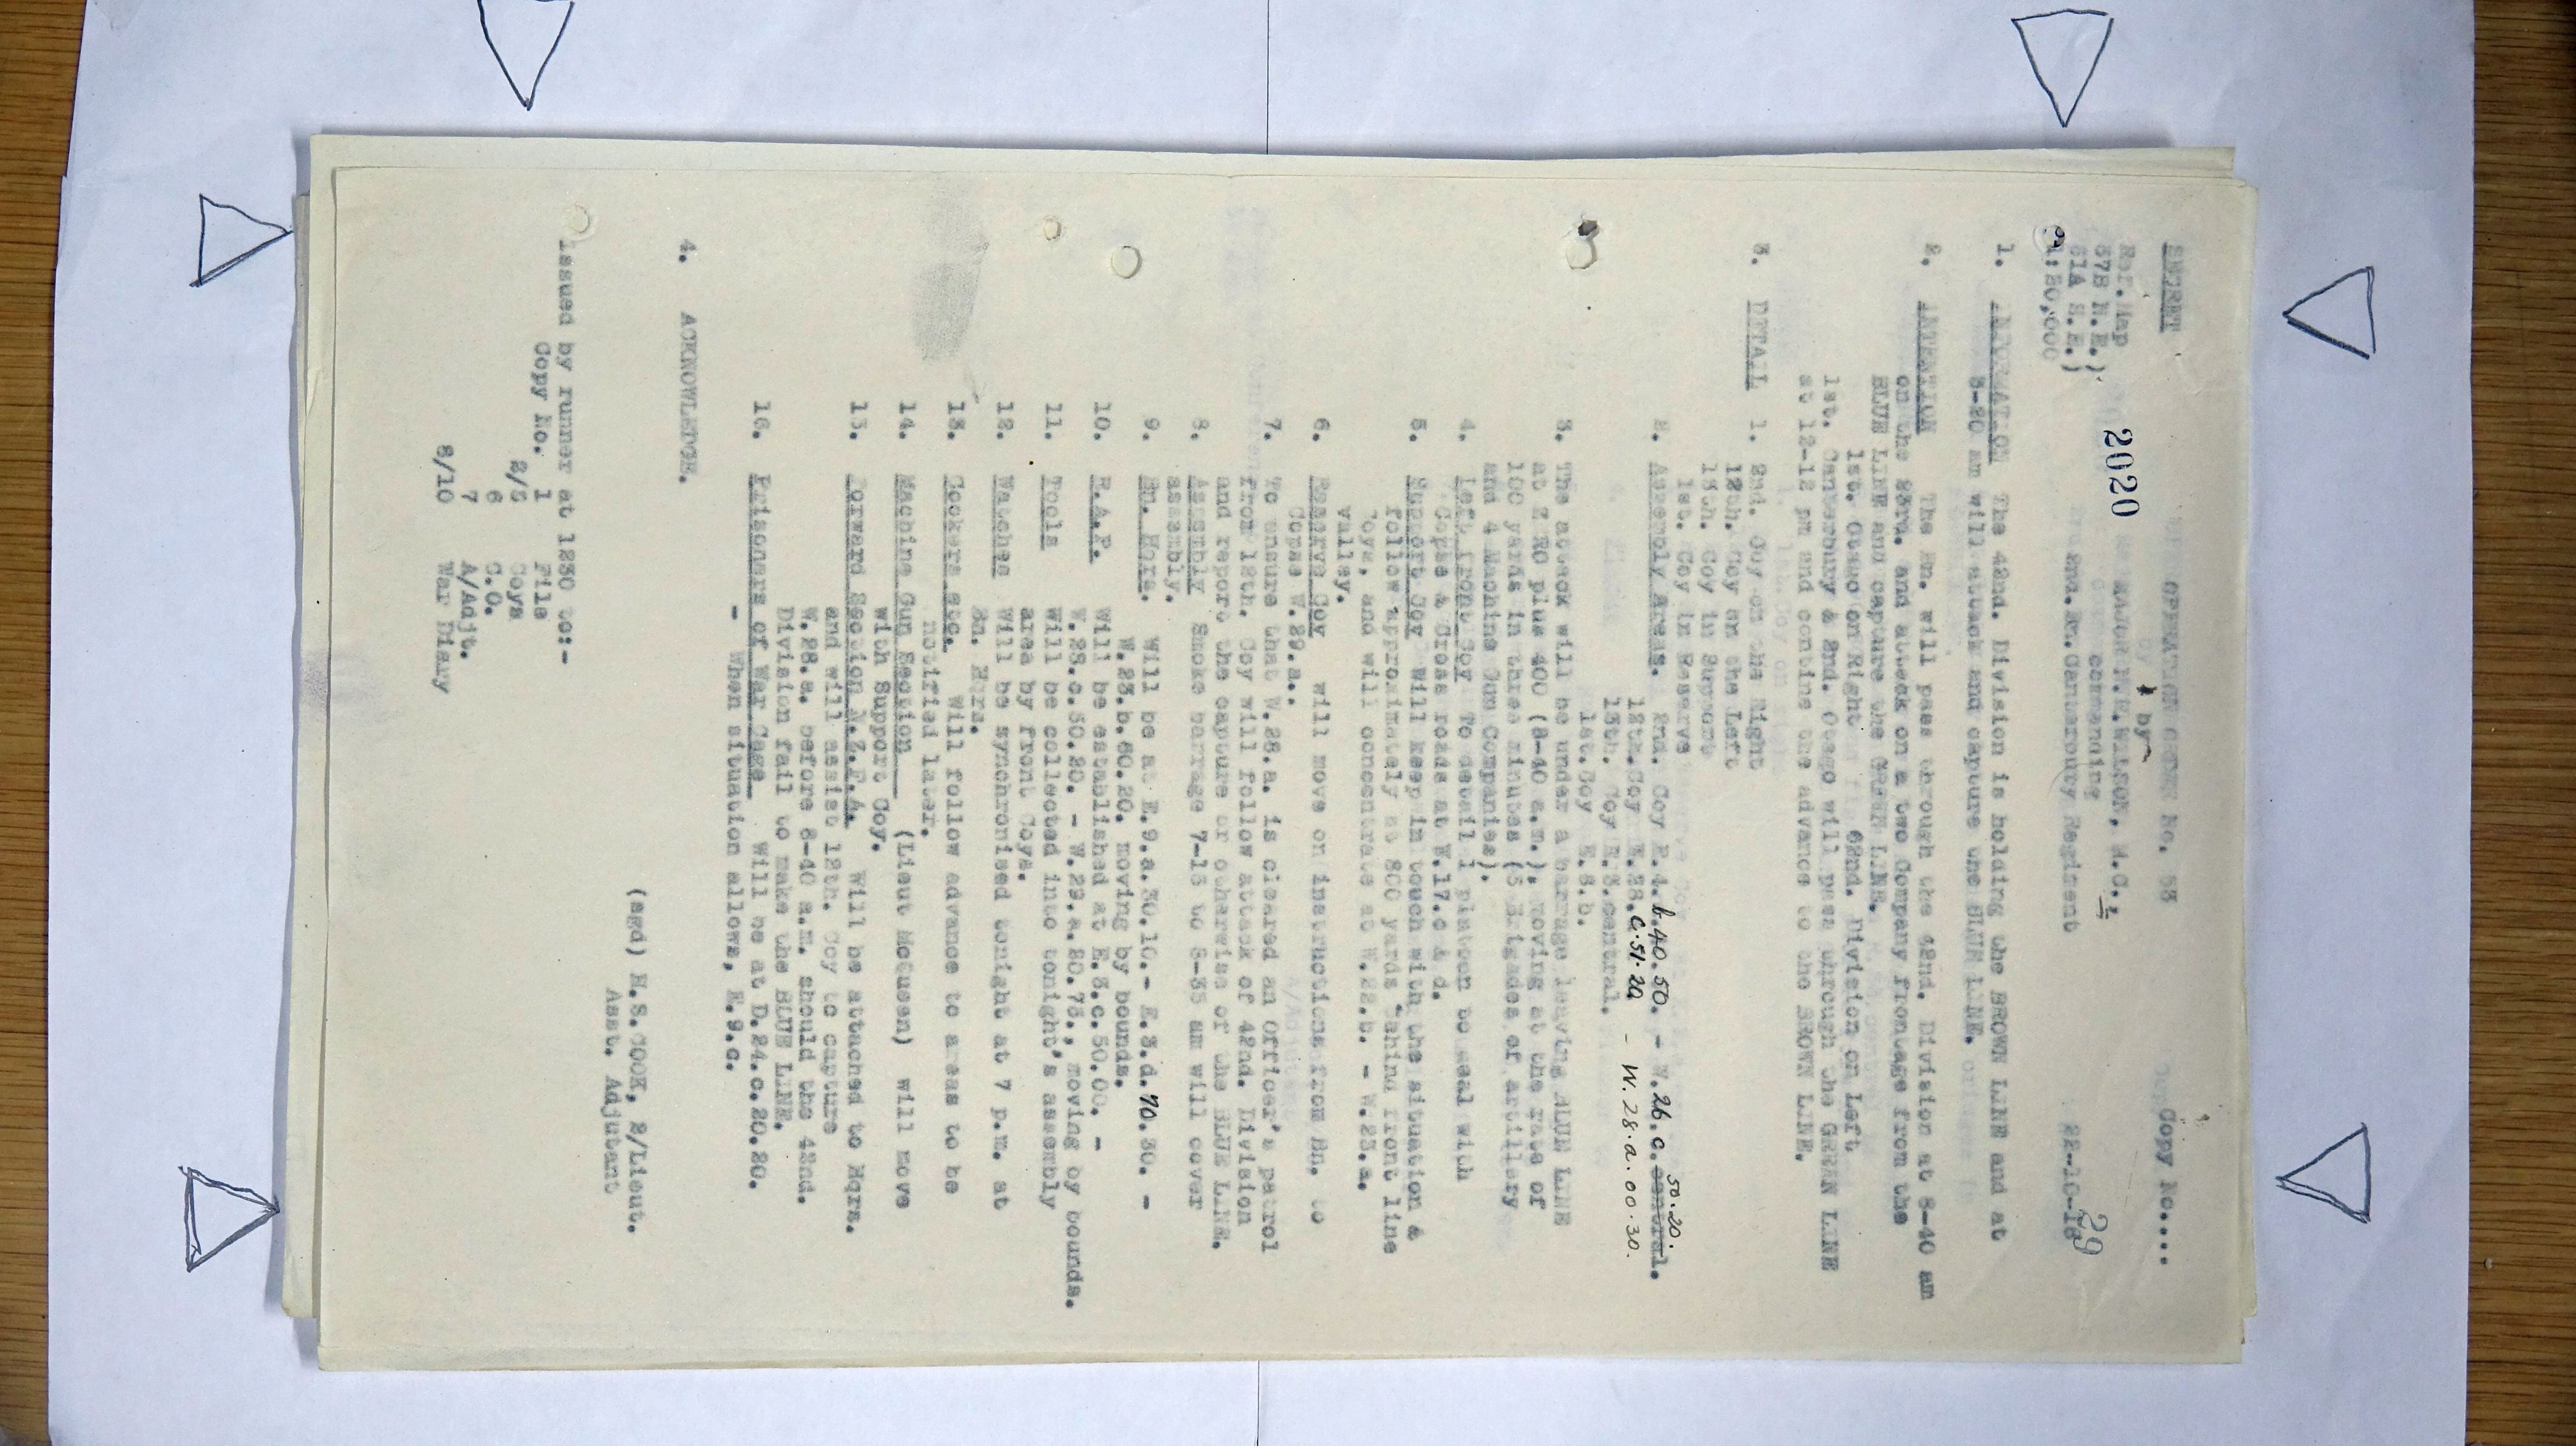 SECRET OPERATION ORDER No. 53 Copy No....
by
Ref. Map MAJOR N.F. WILSON, M.C.,
57B N.E.) commanding
51A S.E.) 2nd. Bn. Canterbury Regiment 22-10-18
1:20,000
2020
29
1. INFORMATION The 42nd. Division is holding the BROWN LINE and at
3-20 am will attack and capture the BLUE LINE.
2. INTENTION The Bn. will pass through the 42nd. Division at 8-40 am
on the 23rd. and attack on a two Company frontage from the
BLUE LINE and capture the GREEN LINE.
1st. Otago on Right 62nd. Division on Left
1st. Canterbury & 2nd. Otago will pass through the GREEN LINE
at 12-12 pm and contine the advance to the BROWN LINE.
3. DETAIL 1. 2nd. Coy on the Right
12th. Coy on the Left
13th. Coy in Support
1st. Coy in Reserve
2. Assembly Areas. 2nd. Coy E.4.b.40.50. - W.26.c.central. 50.20.
12th.Coy E.28.c.51.20 - W.28.a.00.30.
13th. Coy E.3.central.
1st.Coy E.8.b.
3. The attack will be under a barrage leaving BLUE LINE
at ZERO plus 400 (8-40 a.m.), moving at the rate of
100 yards in three minutes (5 Brigades of artillery
and 4 Machine Gun Companies).
4. Left front Coy To detail 1 platoon to deal with
Copse & Cross roads at W.17.c & d.
5. Support Coy Will keep in touch with the situation &
follow approximately at 800 yards behind front line
Coys, and will concentrate at W.22.b. - W.23.a.
valley.
6. Reserve Coy will move on instructions from Bn. to
Copse W.29.a.
7. To ensure that W.28.a. is cleared an Officer's patrol
from 12th. Coy will follow attack of 42nd. Division
and report the capture or otherwise of the BLUE LINE.
8. Assembly Smoke barrage 7-15 to 8-35 am will cover
assembly.
9. Bn. Hqrs. Will be at E.9.a.30.10.- E.3.d.70.30. -
W.23.b.60.20. moving by bounds.
10. R.A.P. Will be established at E.3.c.50.00. -
W.28.c.30.20. - W.29.a.20.73., moving by bounds.
11. Tools Will be collected into tonight's assembly
area by front Coys.
12. Watches Will be synchronised tonight at 7 p.m. at
Bn. Hqrs.
13. Cookers etc. Will follow advance to areas to be
notified later.
14. Machine Gun Section (Lieut McQueen) will move
with Support Coy.
15. Forward Section N.Z.F.A. Will be attached to Hqrs.
and will assist 12th. Coy to capture
W.28.a. before 8-40 a.m. should the 42nd.
Division fail to make the BLUE LINE.
16. Prisoners of War Cage Will be at D.24.c.20.20.
- When situation allows, E.9.c.
4. ACKNOWLEDGE.
(sgd) H.S. COOK, 2/Lieut.
Asst. Adjutant
Issued by runner at 1230 to:-
Copy No. 1 File
2/5 Coys
6 C.O.
7 A/Adjt.
8/10 War Diary